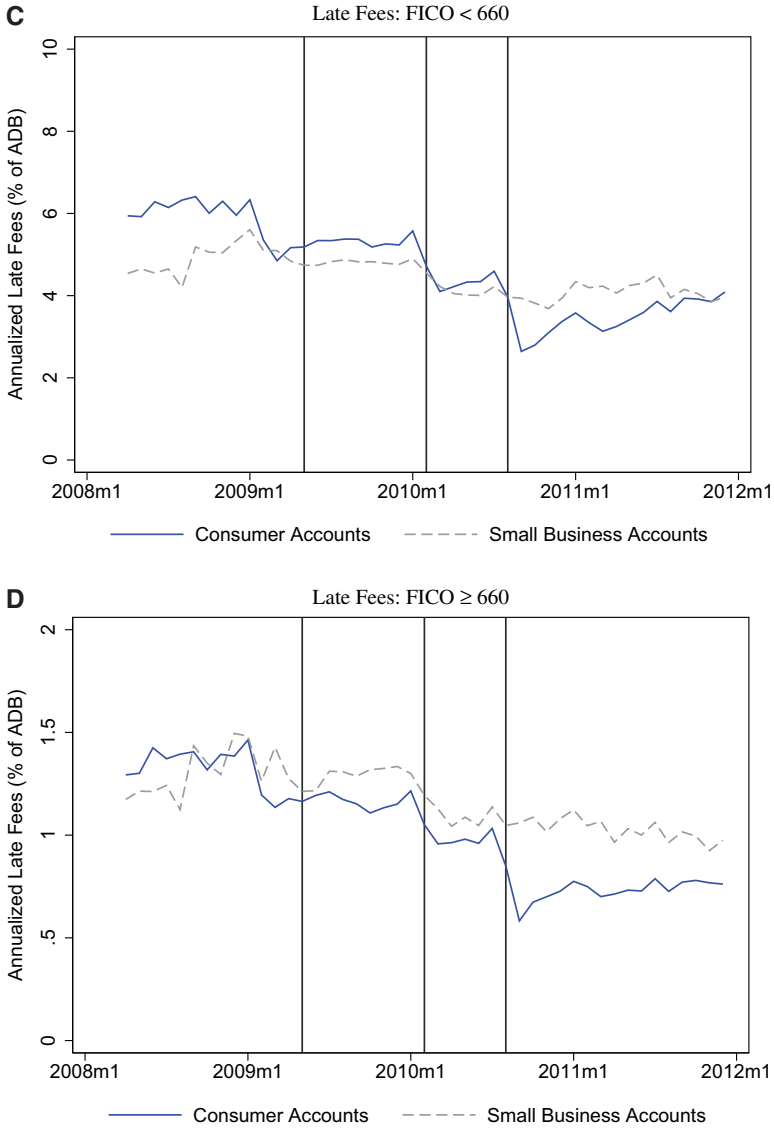 C
Late Fees: FICO < 660
Annualized Late Fees (% of ADB)
10
8
6
4
2
0
2008m1 2009m1 2010m1 2011m1 2012m1
Consumer Accounts Small Business Accounts
D
Late Fees: FICO ≥ 660
Annualized Late Fees (% of ADB)
2
1.5
1
.5
0
2008m1 2009m1 2010m1 2011m1 2012m1
Consumer Accounts Small Business Accounts